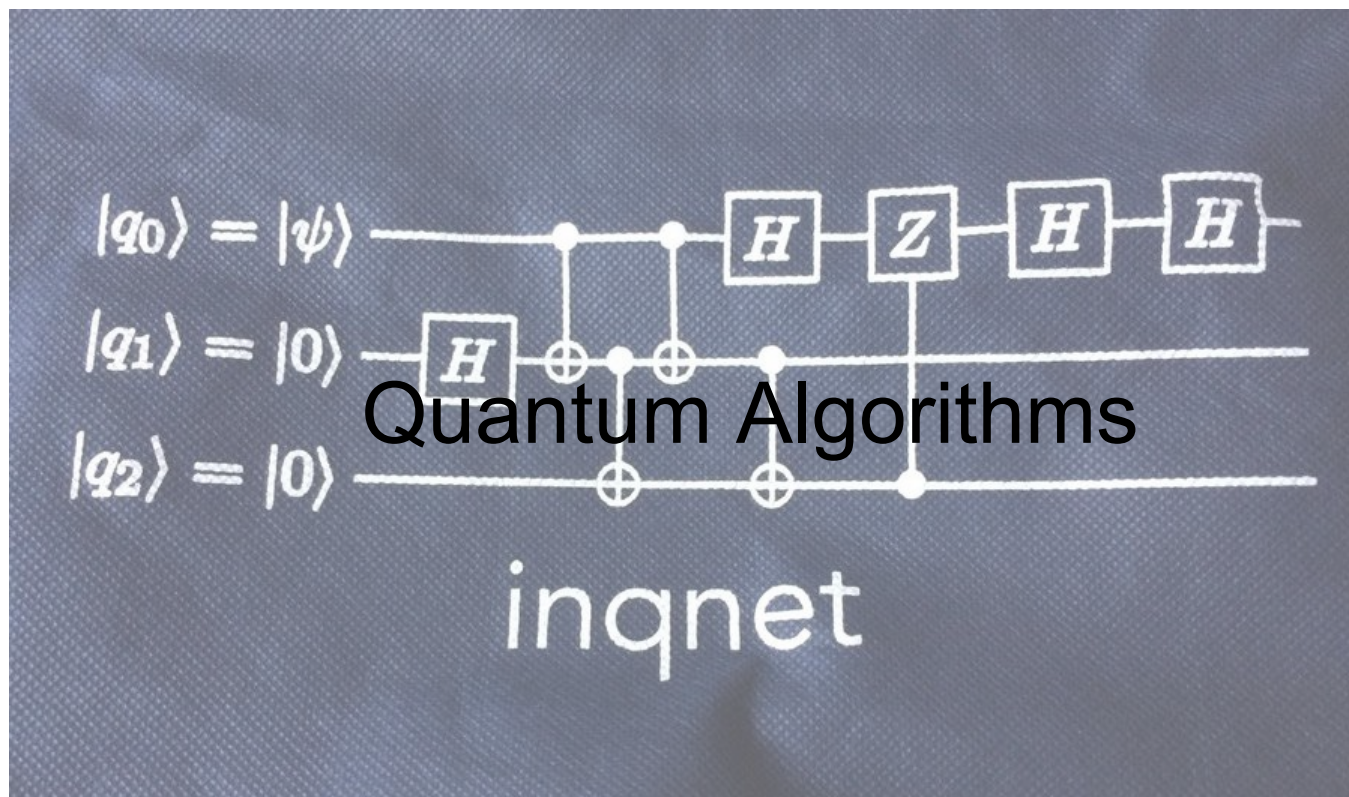 |q0⟩ = |ψ⟩
H Z H H
|q1⟩ = |0⟩
H
Quantum Algorithms
|q2⟩ = |0⟩
inqnet